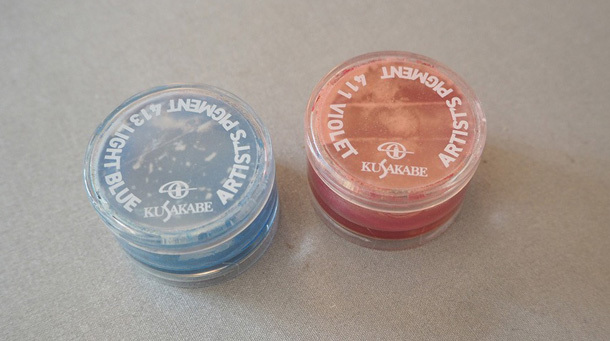 ARTIST'S PIGMENT 413 LIGHT BLUE
KUSAKABE
ARTIST'S PIGMENT 411 VIOLET
KUSAKABE